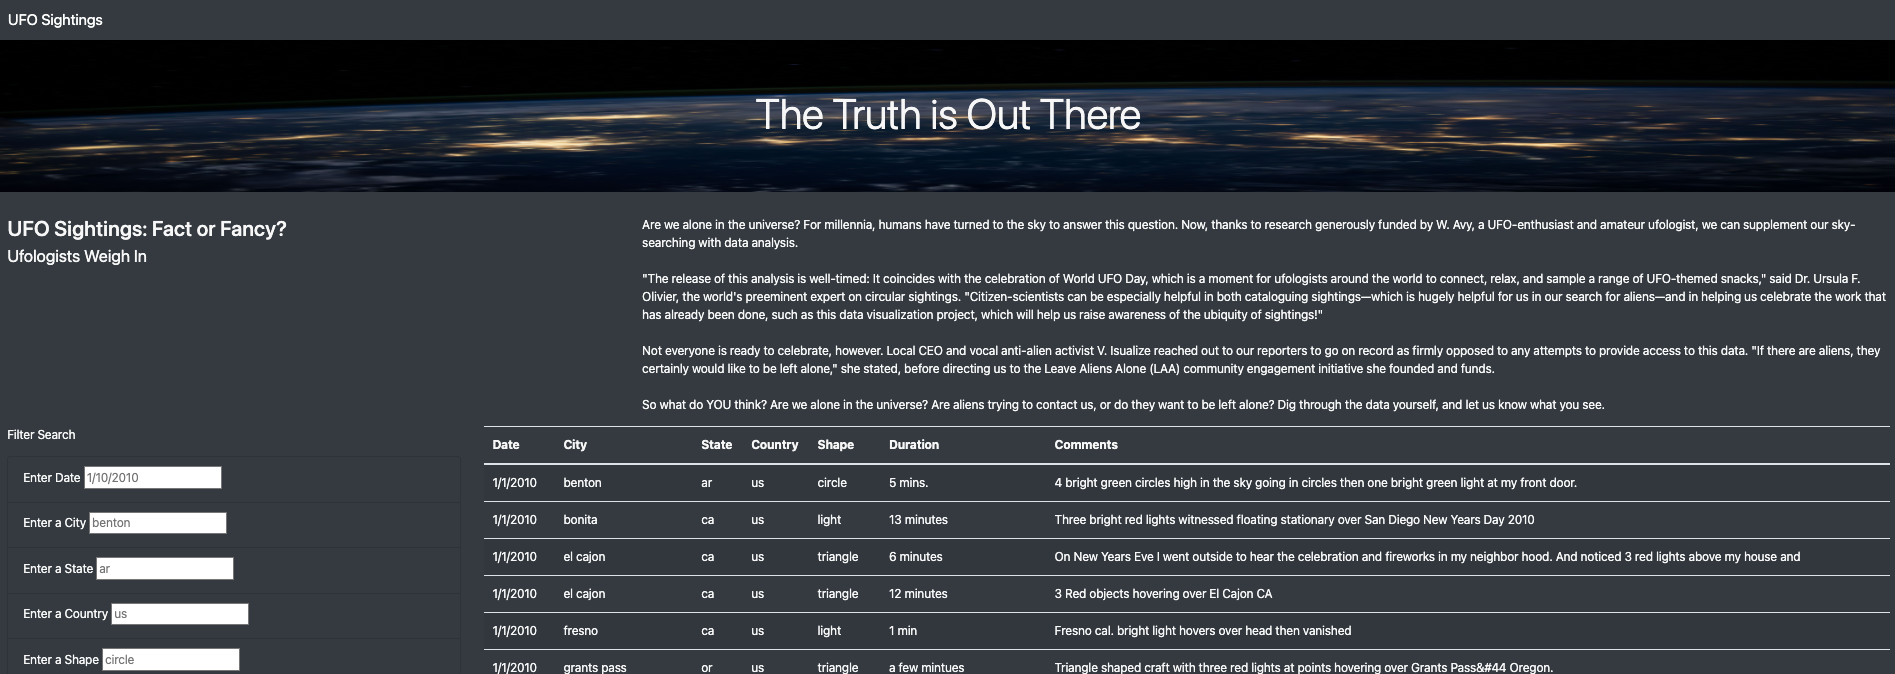 UFO Sightings
The Truth is Out There
UFO Sightings: Fact or Fancy?
Ufologists Weigh In
Are we alone in the universe? For millennia, humans have turned to the sky to answer this question. Now, thanks to research generously funded by W. Avy, a UFO-enthusiast and amateur ufologist, we can supplement our sky-
searching with data analysis.
"The release of this analysis is well-timed: It coincides with the celebration of World UFO Day, which is a moment for ufologists around the world to connect, relax, and sample a range of UFO-themed snacks," said Dr. Ursula F.
Olivier, the world's preeminent expert on circular sightings. "Citizen-scientists can be especially helpful in both cataloguing sightings—which is hugely helpful for us in our search for aliens—and in helping us celebrate the work that
has already been done, such as this data visualization project, which will help us raise awareness of the ubiquity of sightings!"
Not everyone is ready to celebrate, however. Local CEO and vocal anti-alien activist V. Isualize reached out to our reporters to go on record as firmly opposed to any attempts to provide access to this data. "If there are aliens, they
certainly would like to be left alone," she stated, before directing us to the Leave Aliens Alone (LAA) community engagement initiative she founded and funds.
So what do YOU think? Are we alone in the universe? Are aliens trying to contact us, or do they want to be left alone? Dig through the data yourself, and let us know what you see.
Filter Search
Enter Date 1/10/2010
Enter a City benton
Enter a State ar
Enter a Country us
Enter a Shape circle
Date City State Country Shape Duration Comments
1/1/2010 benton ar us circle 5 mins. 4 bright green circles high in the sky going in circles then one bright green light at my front door.
1/1/2010 bonita ca us light 13 minutes Three bright red lights witnessed floating stationary over San Diego New Years Day 2010
1/1/2010 el cajon ca us triangle 6 minutes On New Years Eve I went outside to hear the celebration and fireworks in my neighbor hood. And noticed 3 red lights above my house and
1/1/2010 el cajon ca us triangle 12 minutes 3 Red objects hovering over El Cajon CA
1/1/2010 fresno ca us light 1 min Fresno cal. bright light hovers over head then vanished
1/1/2010 grants pass or us triangle a few mintues Triangle shaped craft with three red lights at points hovering over Grants Pass&#44 Oregon.